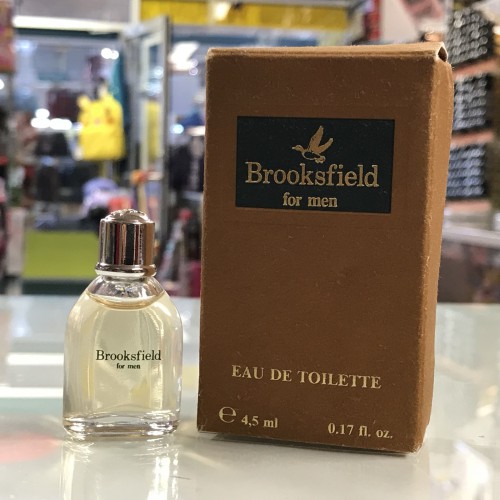 Brooksfield
for men
EAU DE TOILETTE
℮ 4,5 ml 0.17 fl. oz.
Brooksfield
for men